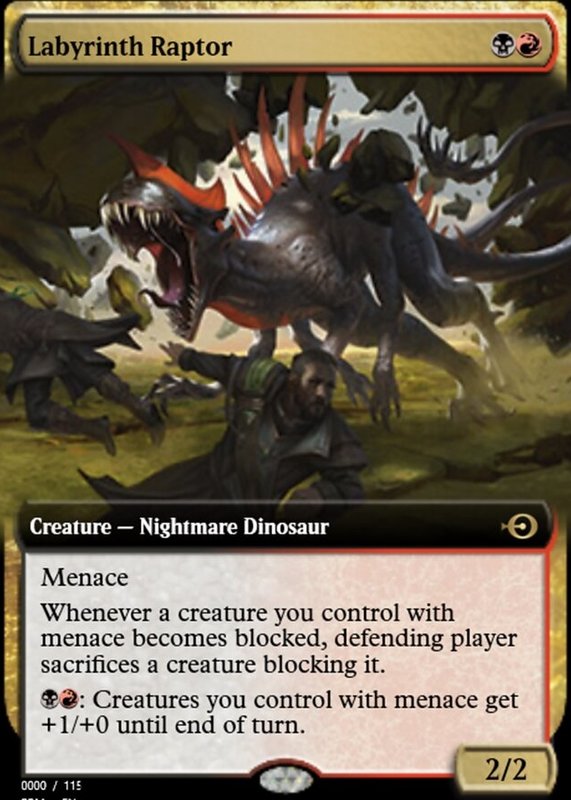 Labyrinth Raptor
Creature — Nightmare Dinosaur
Menace
Whenever a creature you control with
menace becomes blocked, defending player
sacrifices a creature blocking it.
: Creatures you control with menace get
+1/+0 until end of turn.
2/2
0000 / 115